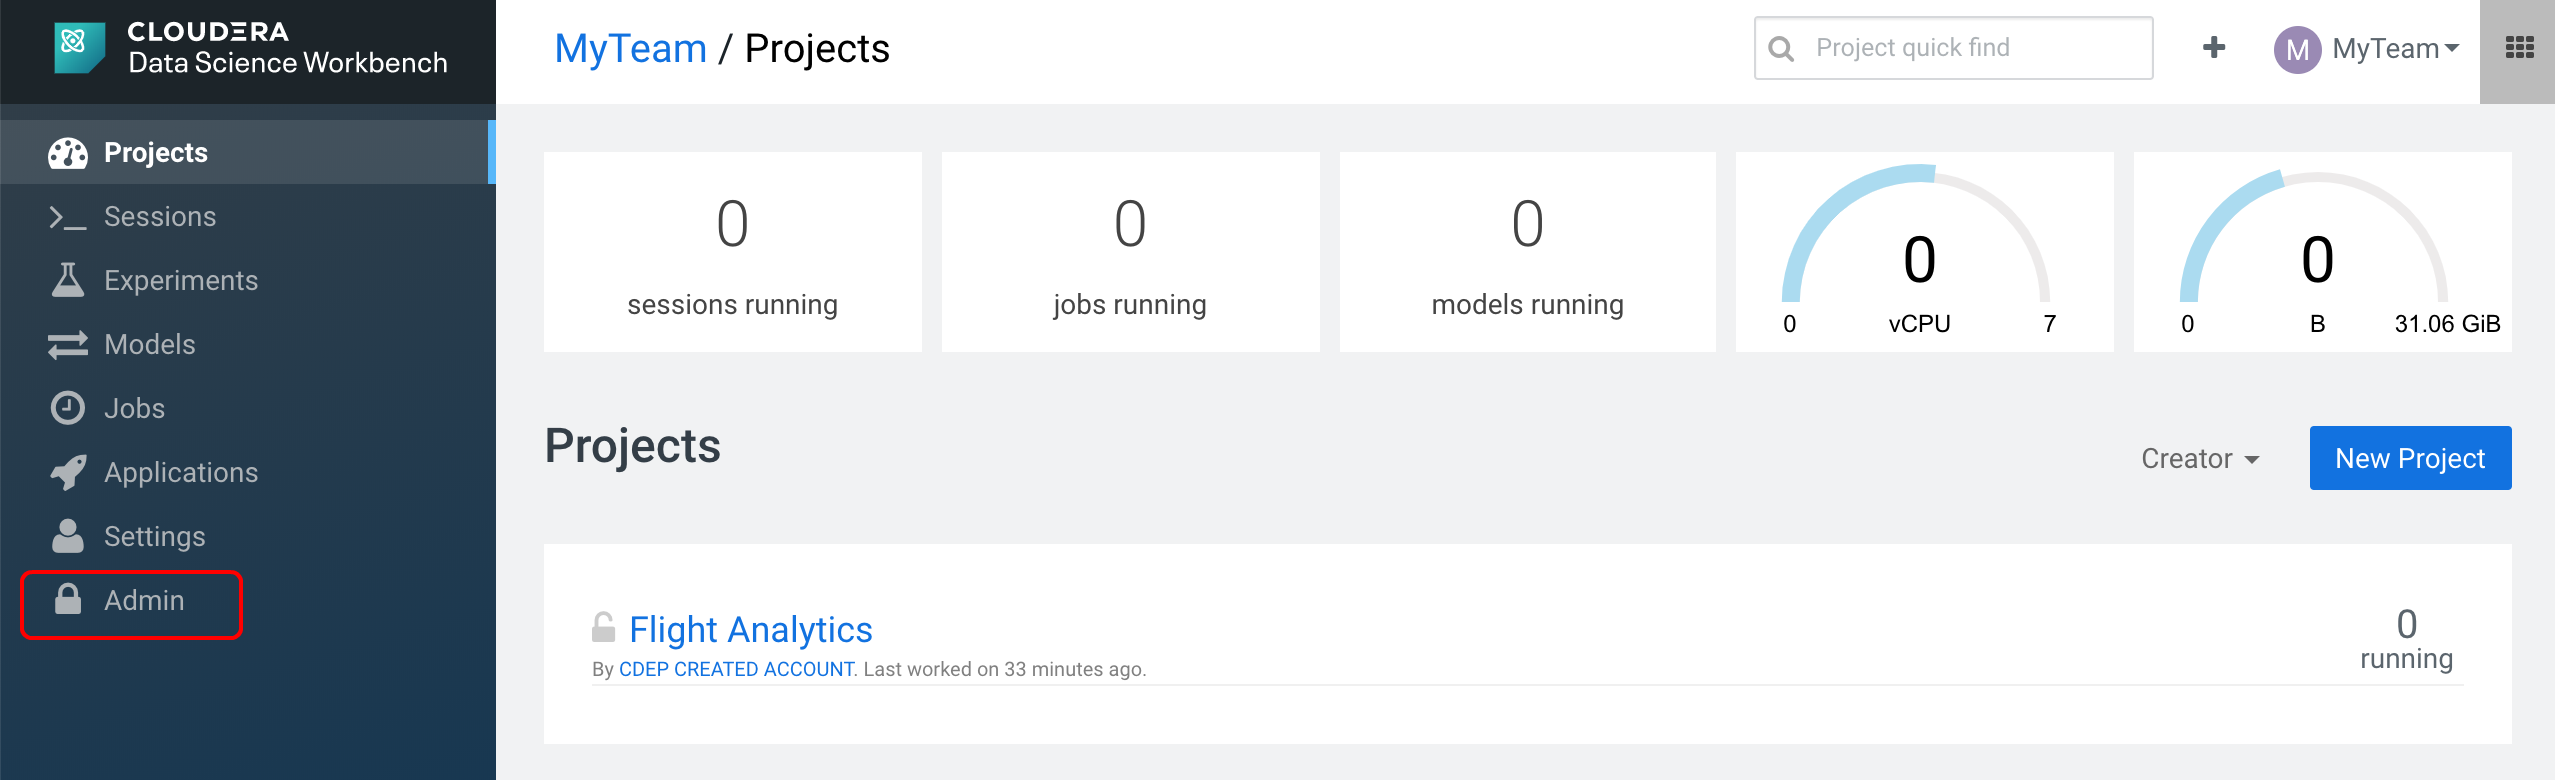 CLOUDERA
Data Science Workbench
MyTeam / Projects
Project quick find
M MyTeam
Projects
Sessions
Experiments
Models
Jobs
Applications
Settings
Admin
0
sessions running
0
jobs running
0
models running
0
0 vCPU 7
0
0 B 31.06 GiB
Projects
Creator
New Project
Flight Analytics
By CDEP CREATED ACCOUNT. Last worked on 33 minutes ago.
0
running